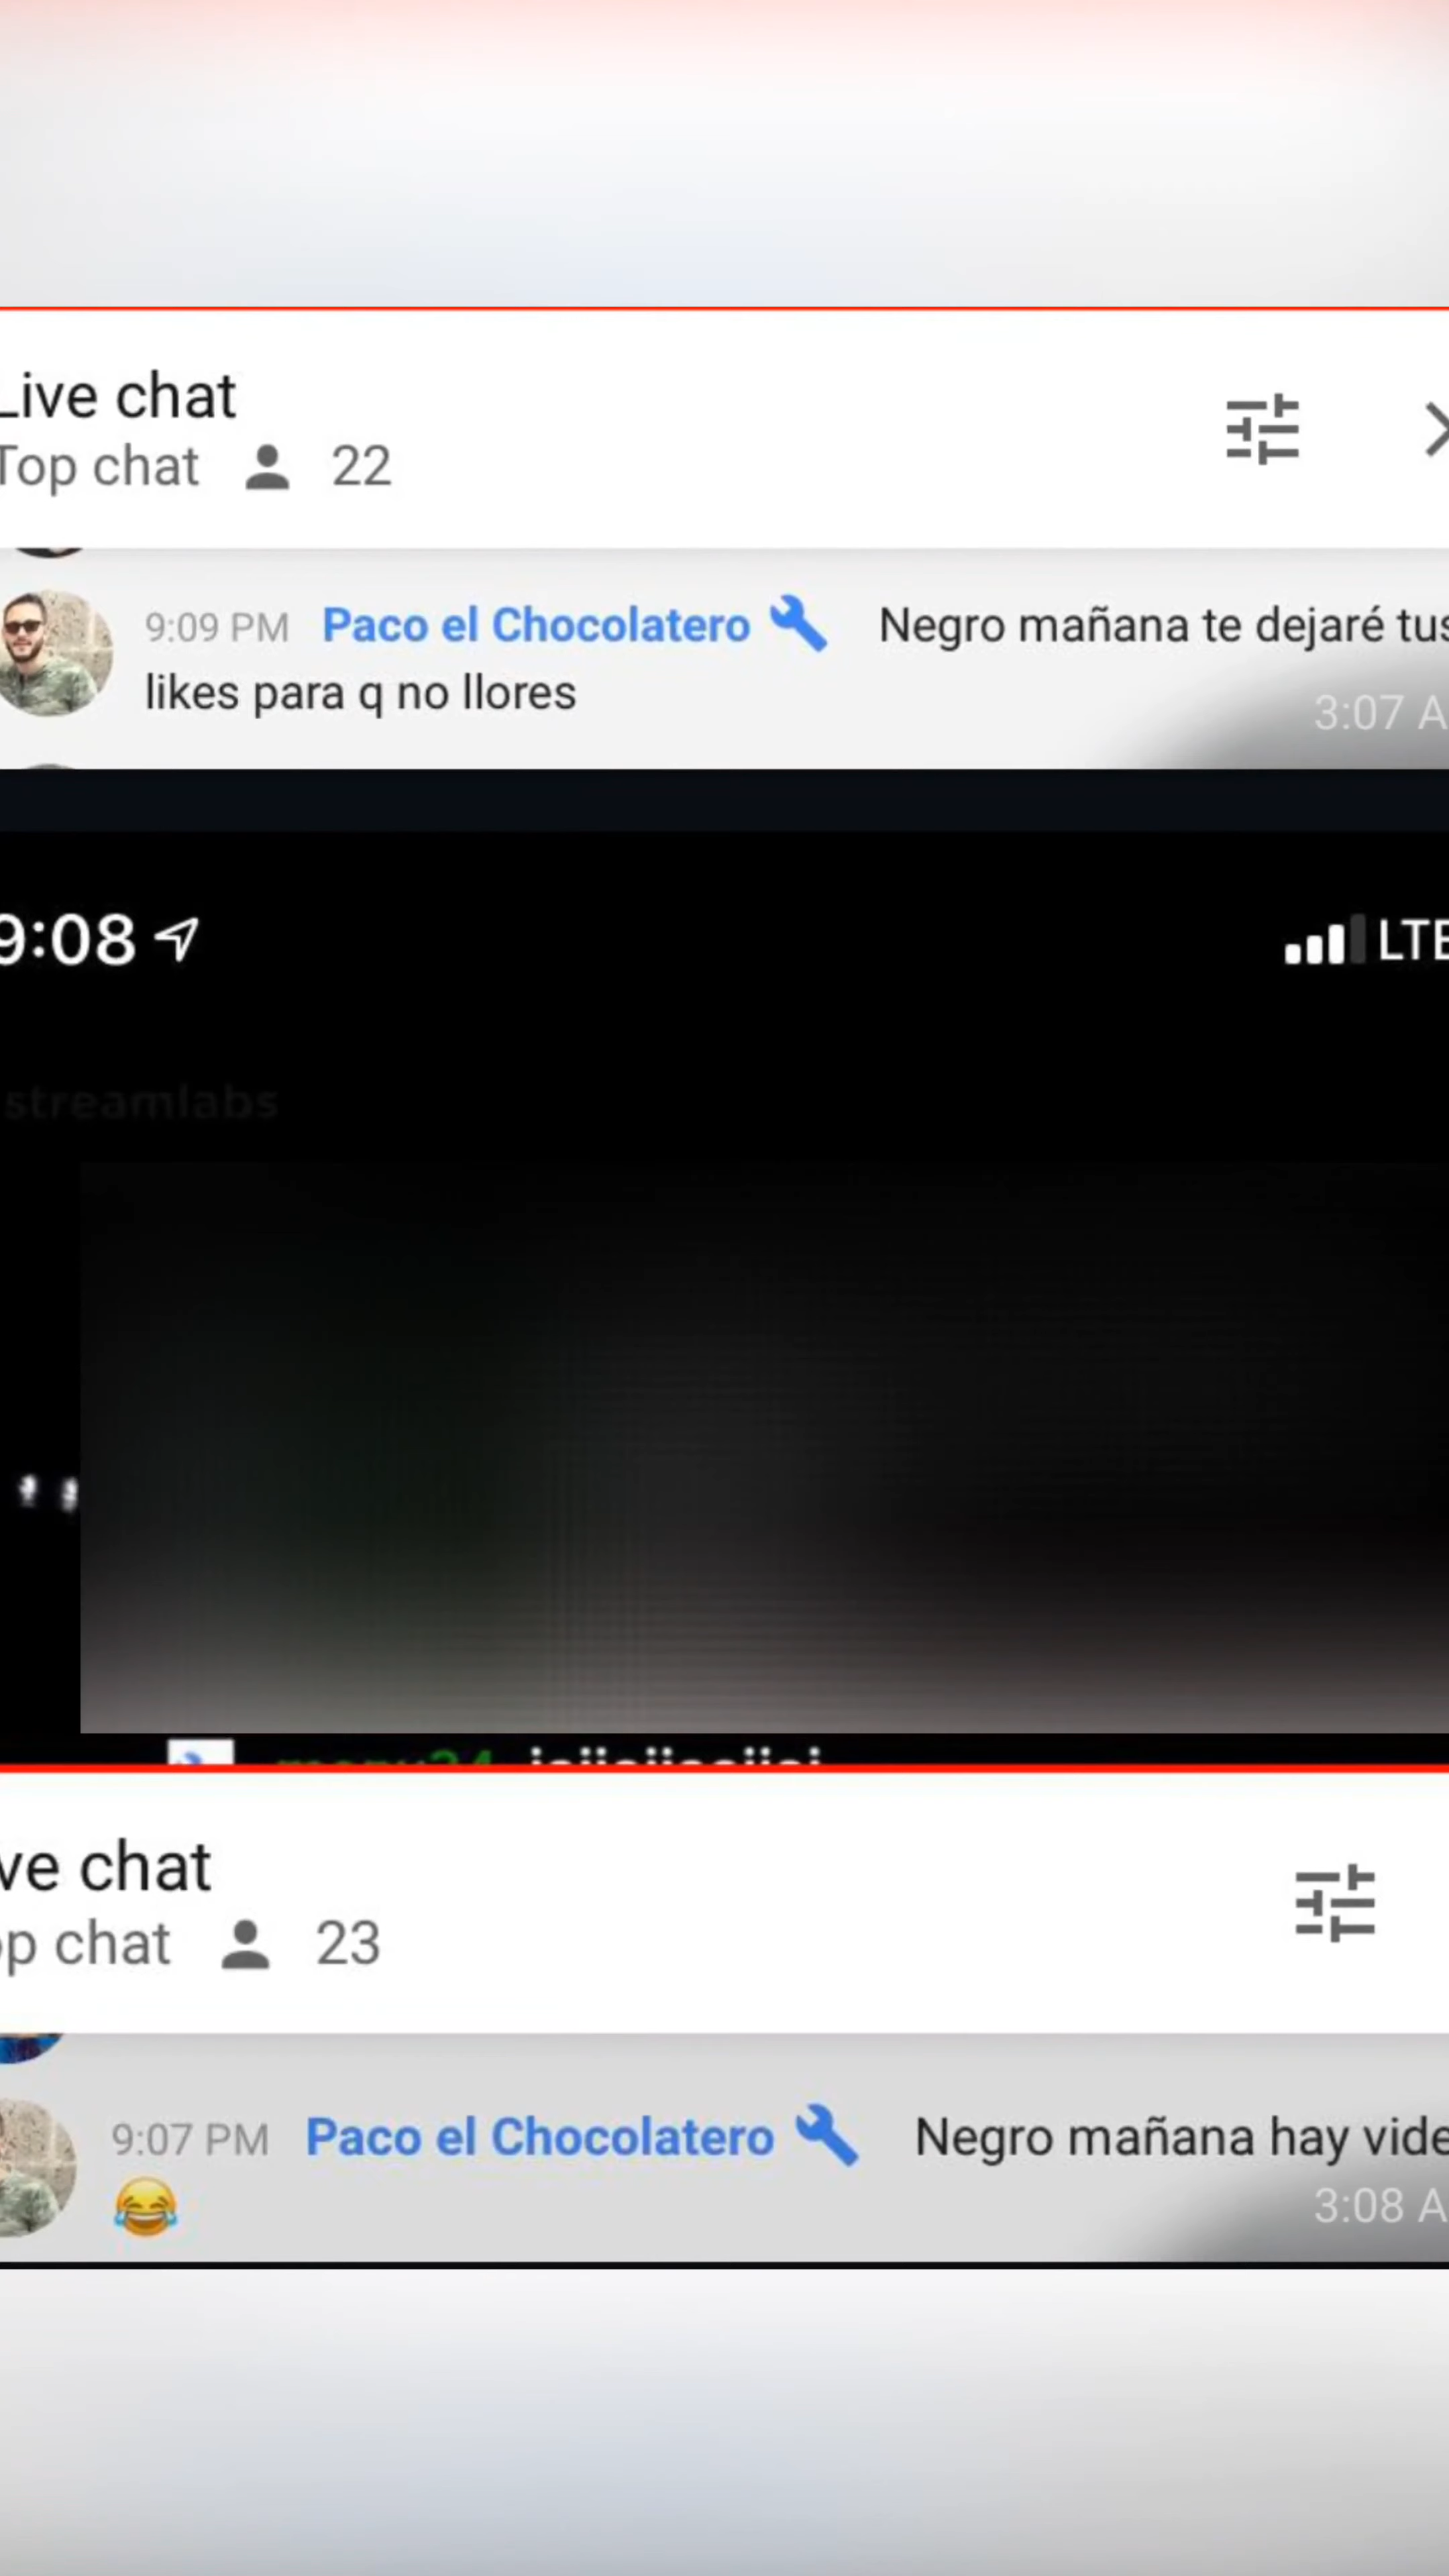 Live chat
Top chat 22
9:09 PM Paco el Chocolatero Negro mañana te dejaré tus
likes para q no llores
3:07 A
9:08 LTE
streamlabs
ve chat
op chat 23
9:07 PM Paco el Chocolatero Negro mañana hay vide
😂
3:08 A